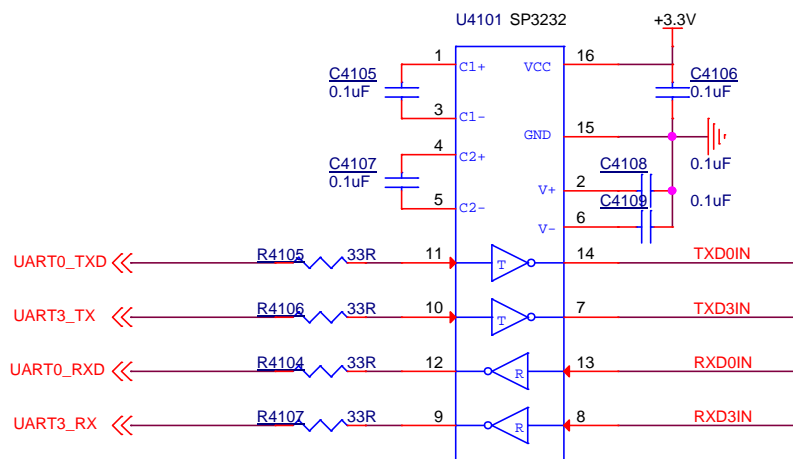 U4101 SP3232
+3.3V
1 C1+ VCC 16
C4105
0.1uF
C4106
0.1uF
3 C1-
GND 15
4 C2+
C4107
0.1uF
C4108
0.1uF
V+ 2
5 C2-
C4109
0.1uF
V- 6
UART0_TXD R4105 33R 11 T 14 TXD0IN
UART3_TX R4106 33R 10 T 7 TXD3IN
UART0_RXD R4104 33R 12 R 13 RXD0IN
UART3_RX R4107 33R 9 R 8 RXD3IN